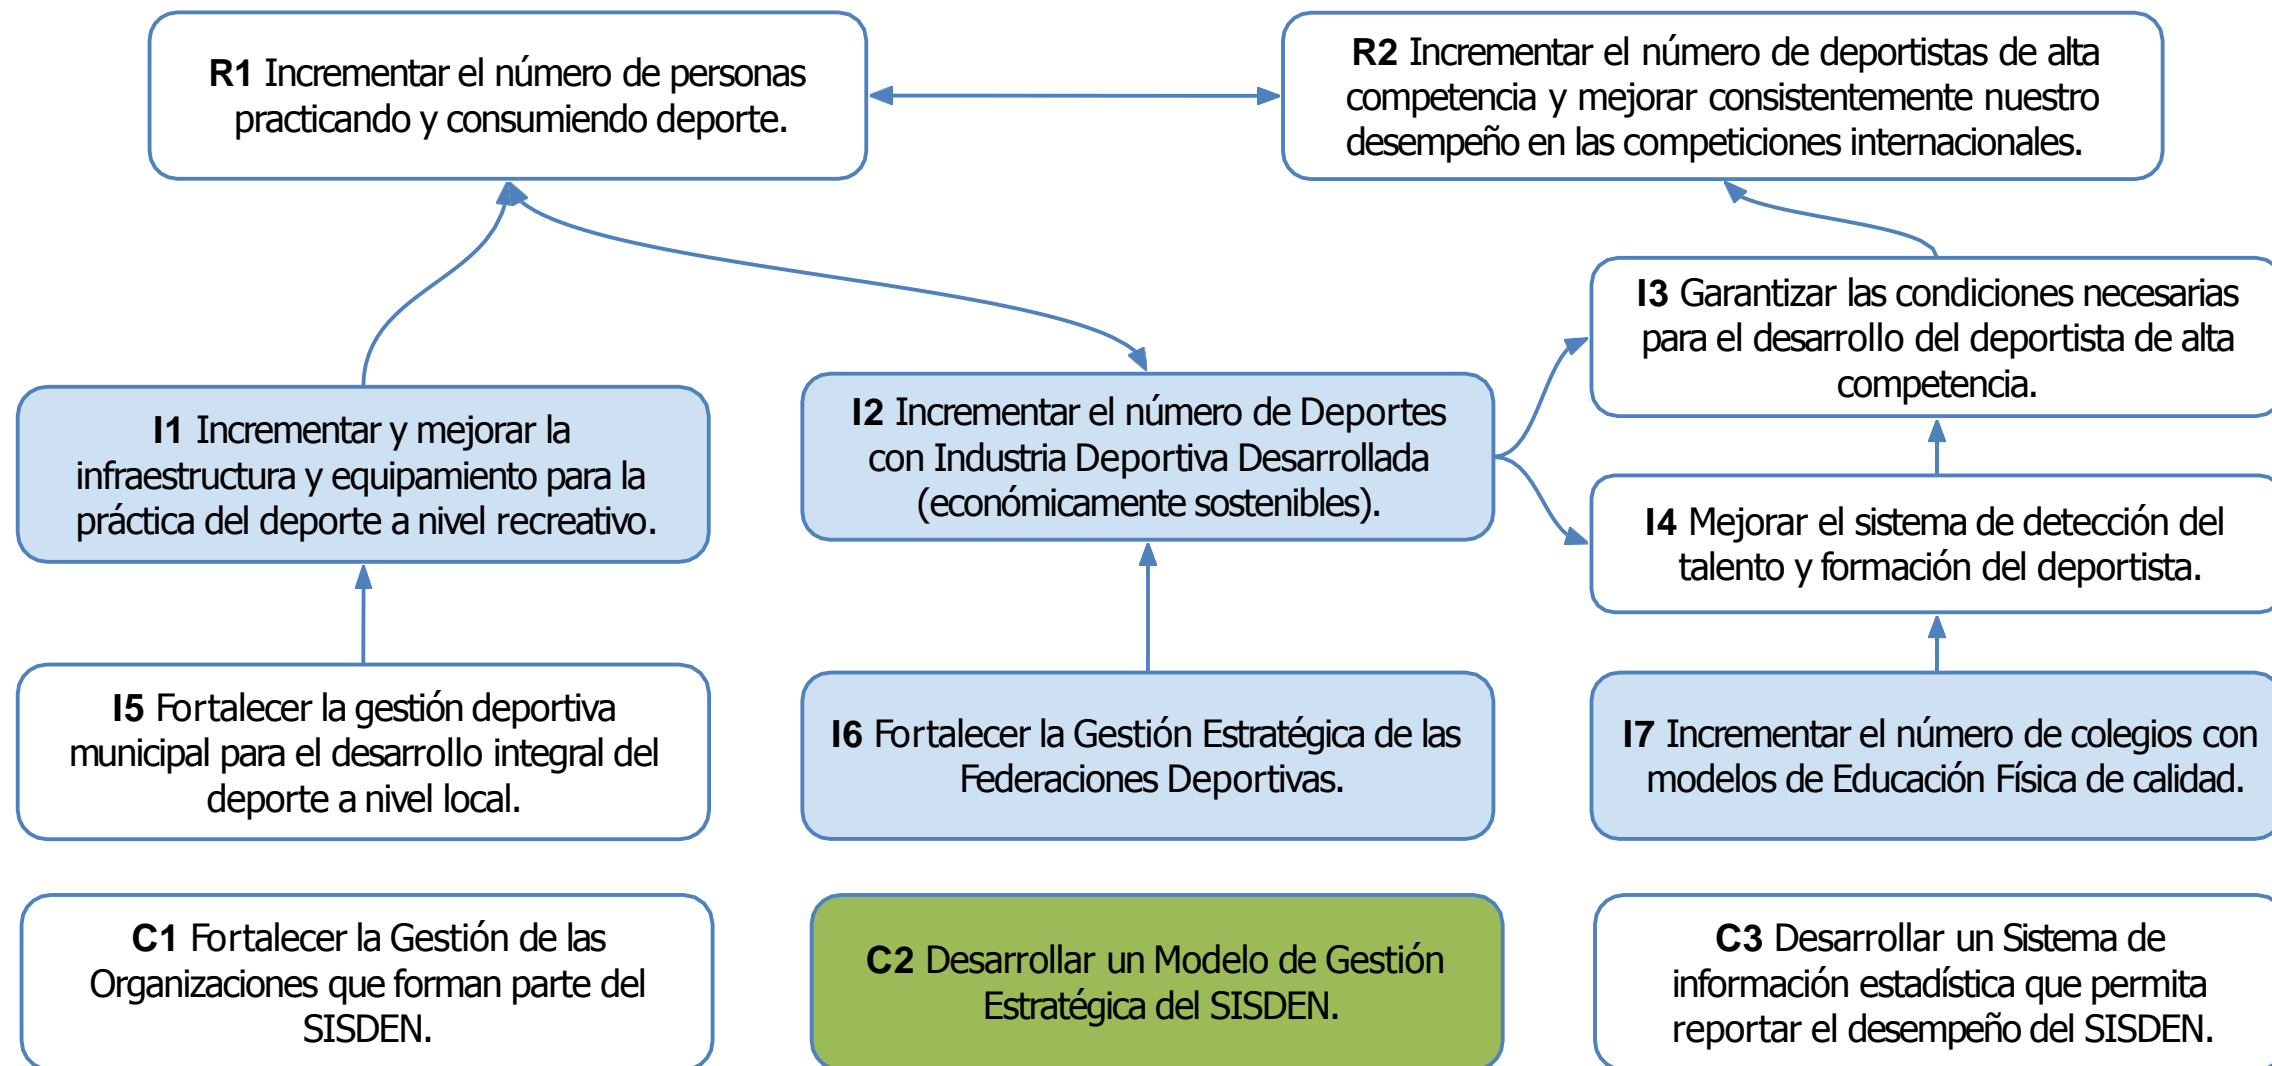 R1 Incrementar el número de personas
practicando y consumiendo deporte.
R2 Incrementar el número de deportistas de alta
competencia y mejorar consistentemente nuestro
desempeño en las competiciones internacionales.
I3 Garantizar las condiciones necesarias
para el desarrollo del deportista de alta
competencia.
I1 Incrementar y mejorar la
infraestructura y equipamiento para la
práctica del deporte a nivel recreativo.
I2 Incrementar el número de Deportes
con Industria Deportiva Desarrollada
(económicamente sostenibles).
I4 Mejorar el sistema de detección del
talento y formación del deportista.
I5 Fortalecer la gestión deportiva
municipal para el desarrollo integral del
deporte a nivel local.
I6 Fortalecer la Gestión Estratégica de las
Federaciones Deportivas.
I7 Incrementar el número de colegios con
modelos de Educación Física de calidad.
C1 Fortalecer la Gestión de las
Organizaciones que forman parte del
SISDEN.
C2 Desarrollar un Modelo de Gestión
Estratégica del SISDEN.
C3 Desarrollar un Sistema de
información estadística que permita
reportar el desempeño del SISDEN.